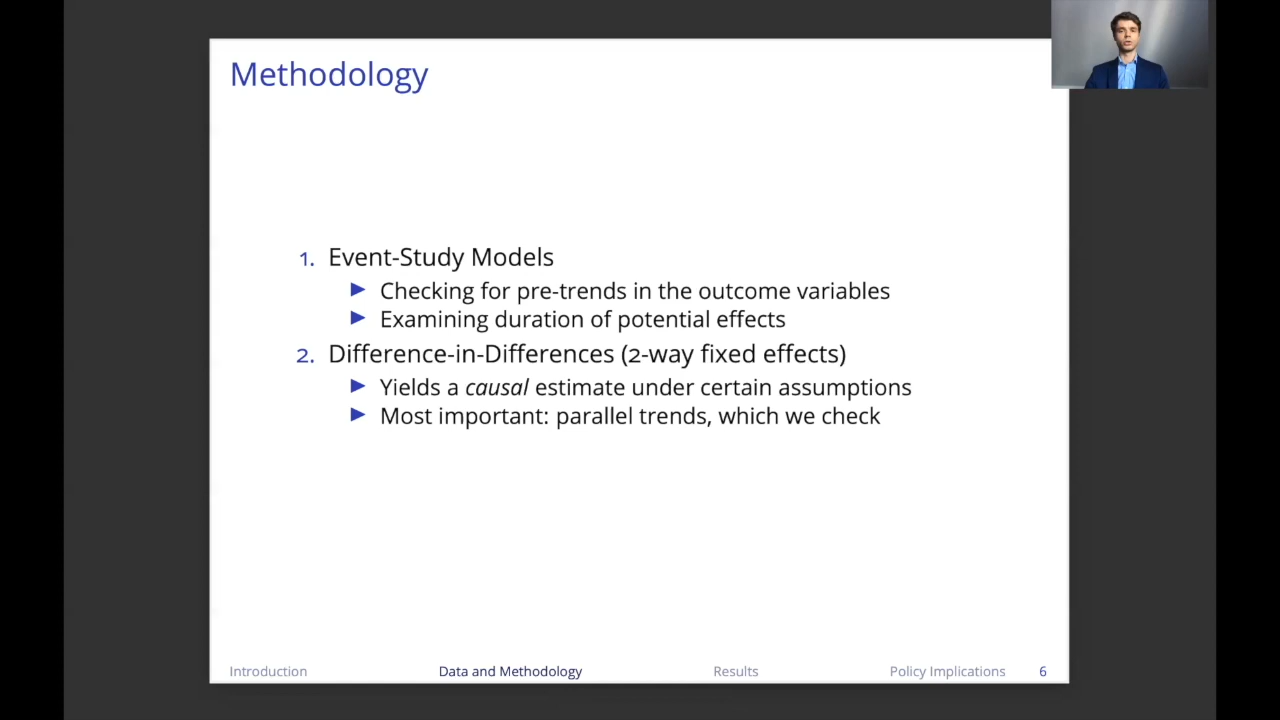 Methodology
1. Event-Study Models
▶ Checking for pre-trends in the outcome variables
▶ Examining duration of potential effects
2. Difference-in-Differences (2-way fixed effects)
▶ Yields a causal estimate under certain assumptions
▶ Most important: parallel trends, which we check
Introduction Data and Methodology Results Policy Implications 6